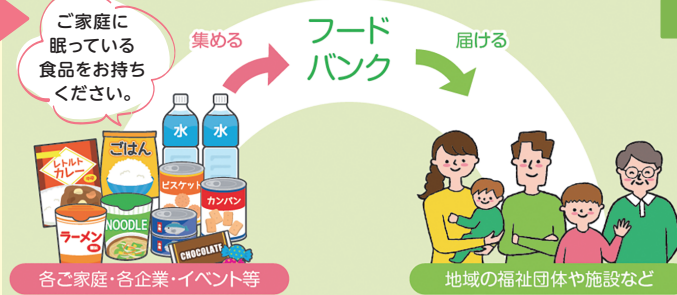 ご家庭に
眠っている
食品をお持ち
ください。
集める
フード
バンク
届ける
水
水
ごはん
レトルト
カレー
ビスケット
カンパン
ラーメン
NOODLE
CHOCOLATE
各ご家庭・各企業・イベント等
地域の福祉団体や施設など